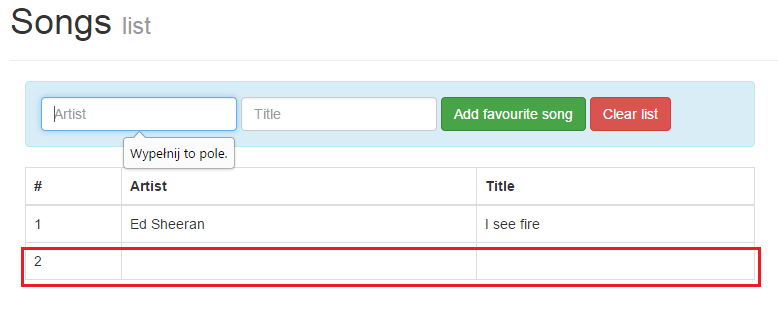 Songs list
Artist Title Add favourite song Clear list
Wypełnij to pole.
# Artist Title
1 Ed Sheeran I see fire
2